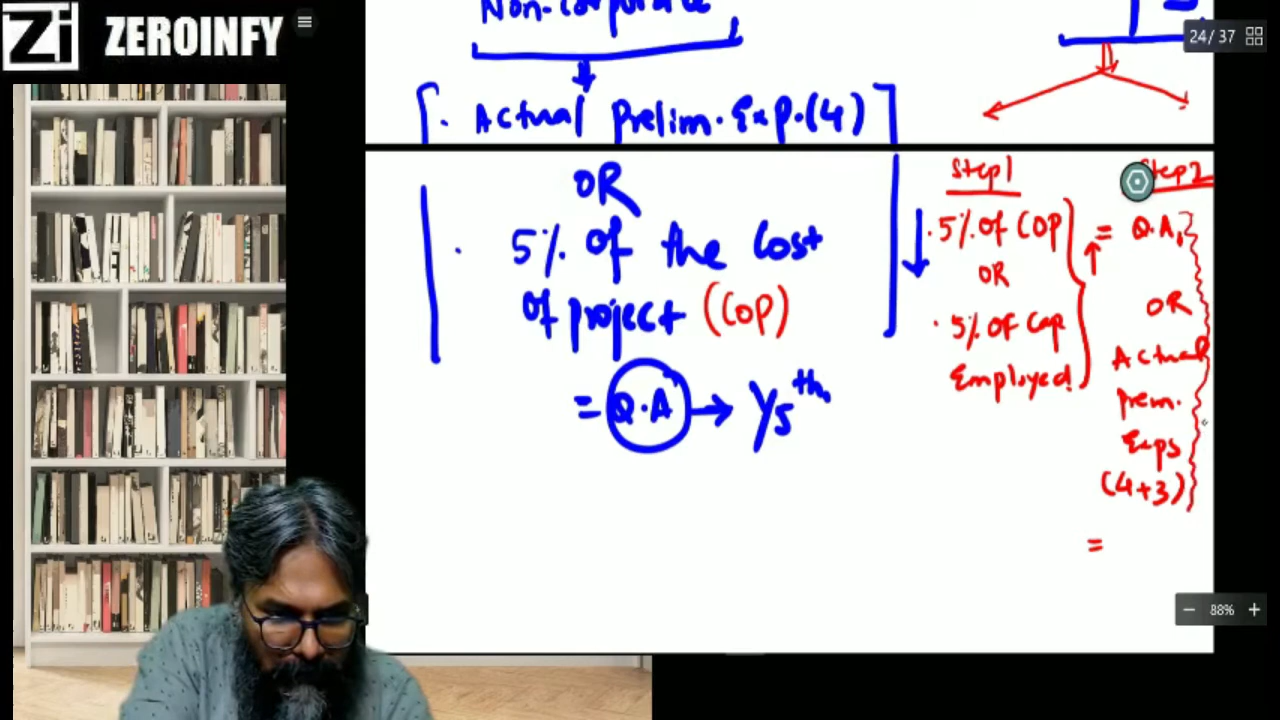 Zi ZEROINFY
24/ 37
Non-Corporate
· Actual Prelim. Exp. (4)
OR
· 5% of the Cost
of project (COP)
= Q.A → 1/5th
Step1
· 5% of COP
OR
· 5% of Cap
Employed
Step2
= Q.A,
OR
Actual
Prem.
Exps
(4+3)
=
88%